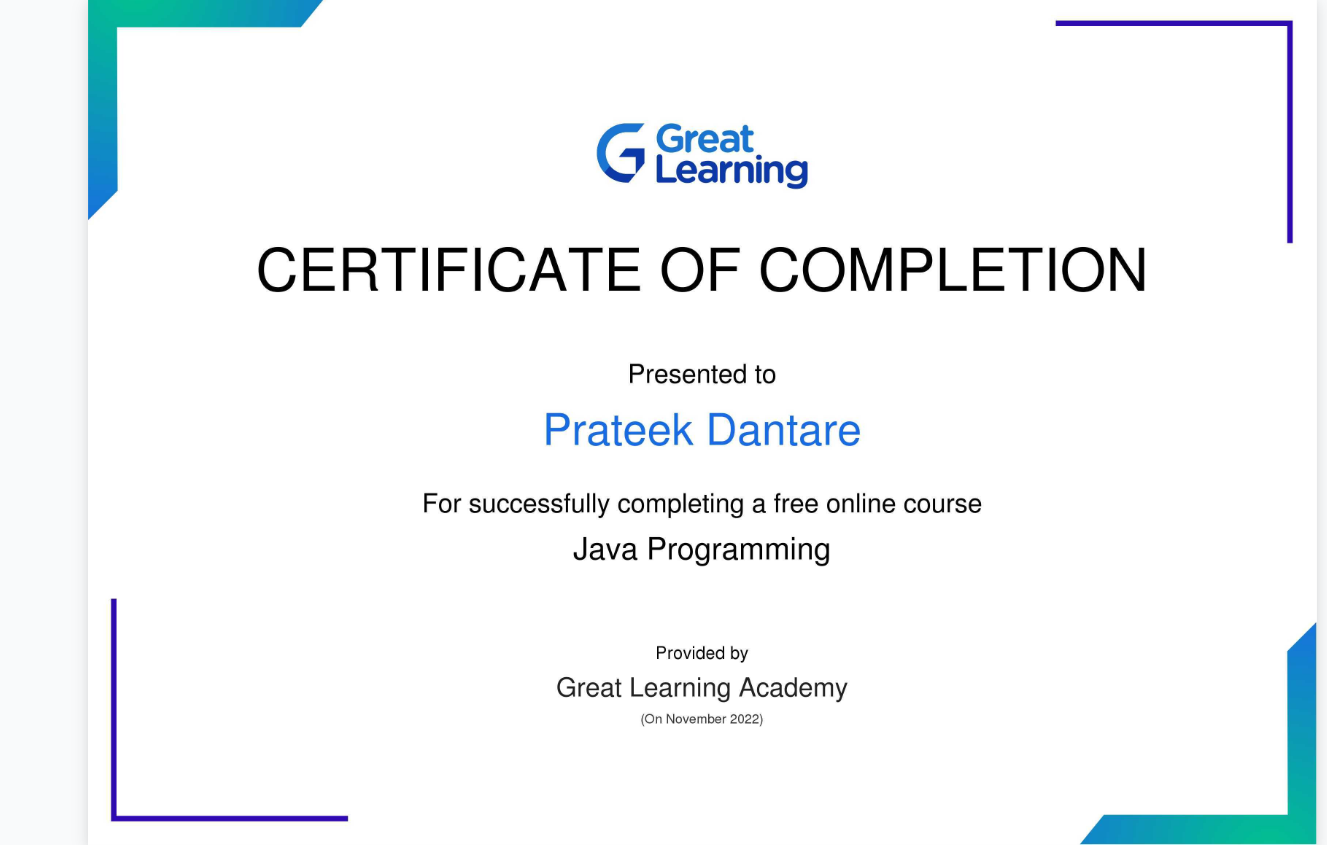 Great
Learning
CERTIFICATE OF COMPLETION
Presented to
Prateek Dantare
For successfully completing a free online course
Java Programming
Provided by
Great Learning Academy
(On November 2022)